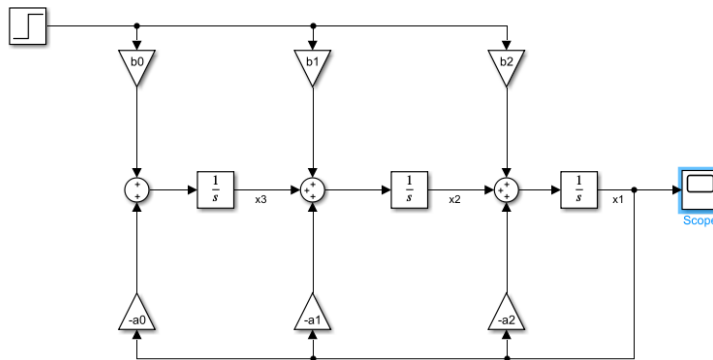 b0 b1 b2
+ + + + + + + +
1/s x3 1/s x2 1/s x1
Scope
-a0 -a1 -a2